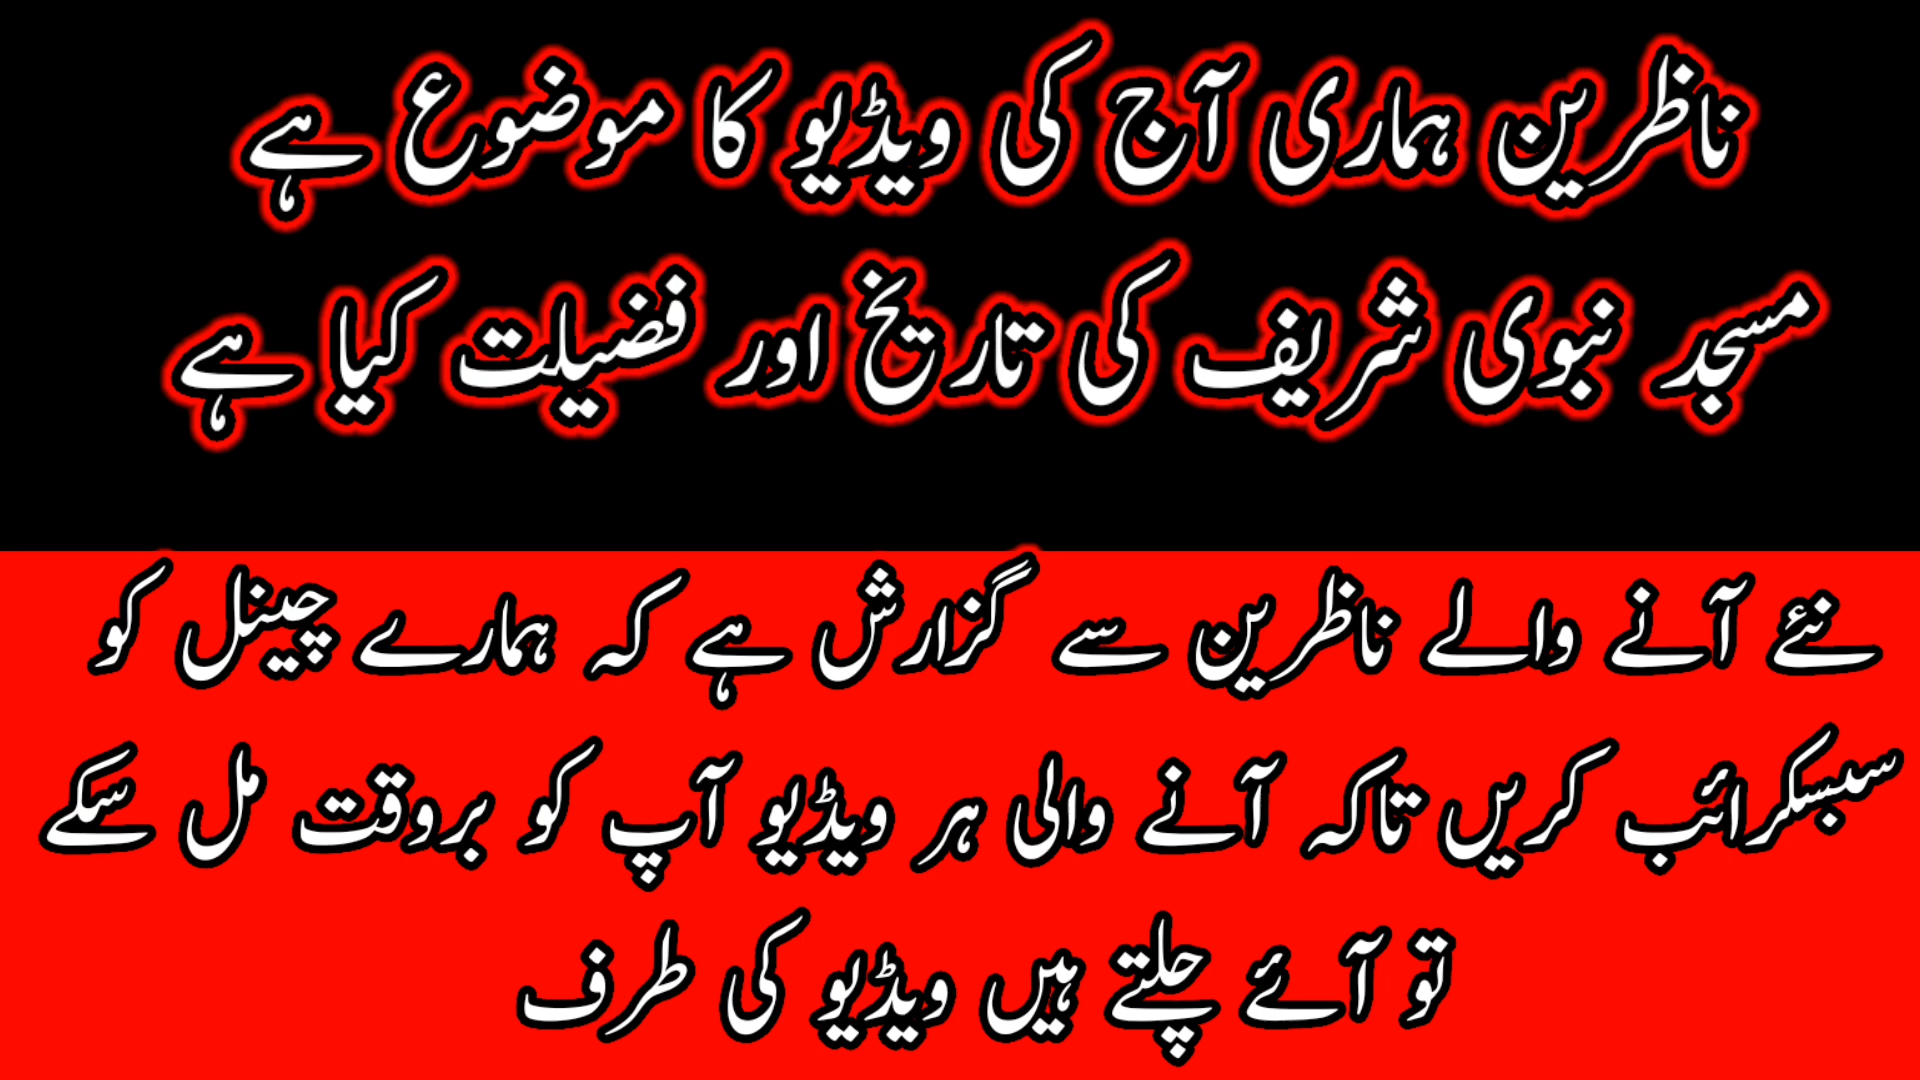 ناظرین ہماری آج کی ویڈیو کا موضوع ہے
مسجد نبوی شریف کی تاریخ اور فضیلت کیا ہے
نئے آنے والے ناظرین سے گزارش ہے کہ ہمارے چینل کو
سبسکرائب کریں تاکہ آنے والی ہر ویڈیو آپ کو بروقت مل سکے
تو آئے چلتے ہیں ویڈیو کی طرف